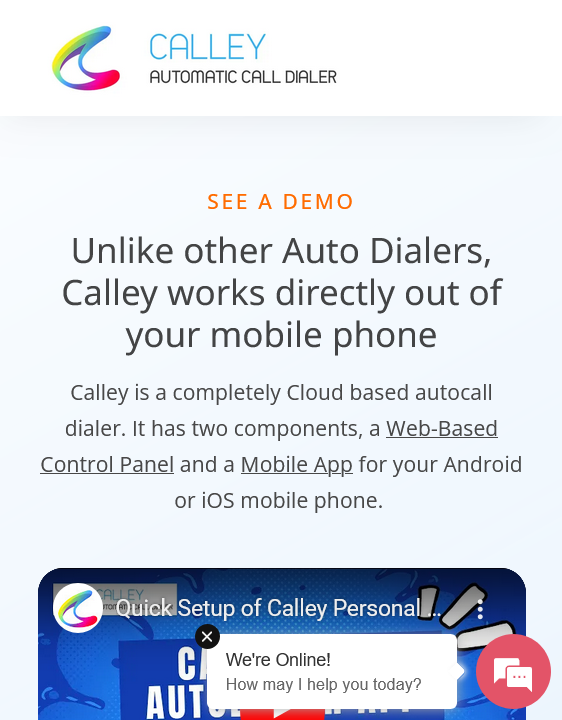 CALLEY
AUTOMATIC CALL DIALER
SEE A DEMO
Unlike other Auto Dialers,
Calley works directly out of
your mobile phone
Calley is a completely Cloud based autocall
dialer. It has two components, a Web-Based
Control Panel and a Mobile App for your Android
or iOS mobile phone.
CALLEY
Quick Setup of Calley Personal ...
We're Online!
How may I help you today?